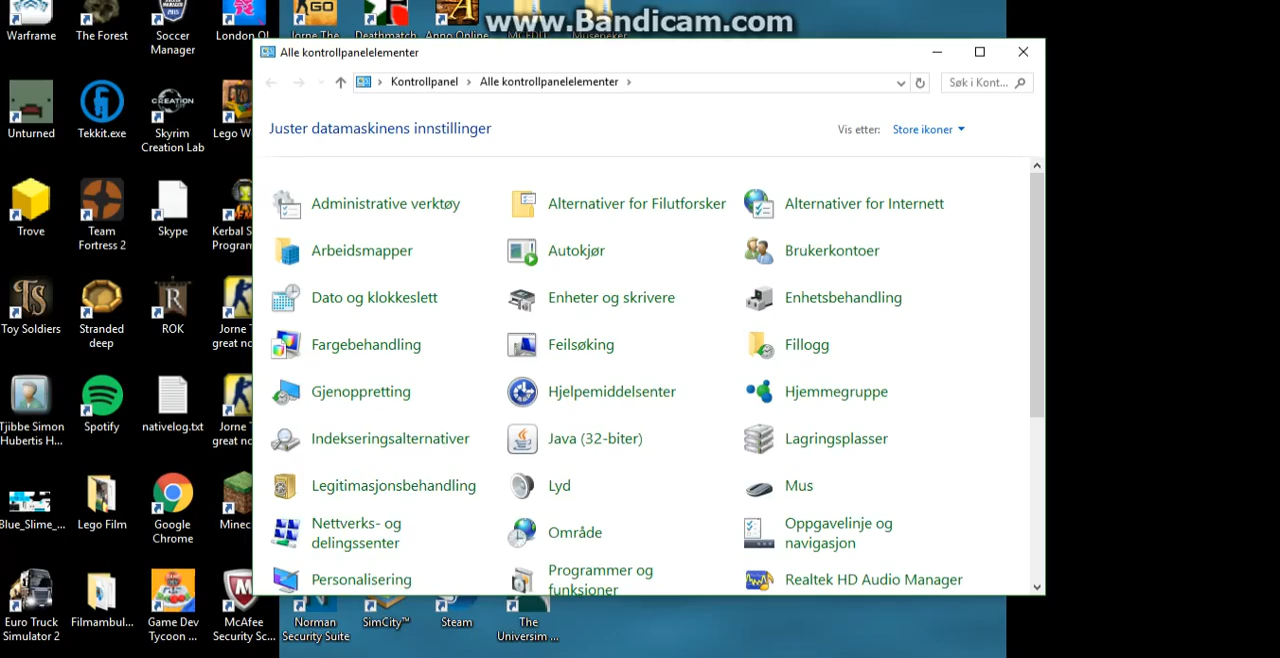 www.Bandicam.com
Warframe
The Forest
Soccer
Manager
Jorne The
Deathmatch
Anno Online
Alle kontrollpanelelementer
Kontrollpanel
Alle kontrollpanelelementer
Søk i Kont...
Juster datamaskinens innstillinger
Vis etter:
Store ikoner
Unturned
Tekkit.exe
Skyrim
Creation Lab
Lego W
Administrative verktøy
Alternativer for Filutforsker
Alternativer for Internett
Trove
Team
Fortress 2
Skype
Kerbal S
Program
Arbeidsmapper
Autokjør
Brukerkontoer
Dato og klokkeslett
Enheter og skrivere
Enhetsbehandling
Toy Soldiers
Stranded
deep
ROK
Jorne T
great no
Fargebehandling
Feilsøking
Fillogg
Gjenoppretting
Hjelpemiddelsenter
Hjemmegruppe
Tjibbe Simon
Hubertis H...
Spotify
nativelog.txt
Jorne T
great no
Indekseringsalternativer
Java (32-biter)
Lagringsplasser
Legitimasjonsbehandling
Lyd
Mus
Blue_Slime_...
Lego Film
Google
Chrome
Minec
Nettverks- og
delingssenter
Område
Oppgavelinje og
navigasjon
Personalisering
Programmer og
funksjoner
Realtek HD Audio Manager
Euro Truck
Simulator 2
Filmambul...
Game Dev
Tycoon ...
McAfee
Security Sc...
Norman
Security Suite
SimCity™
Steam
The
Universim ...